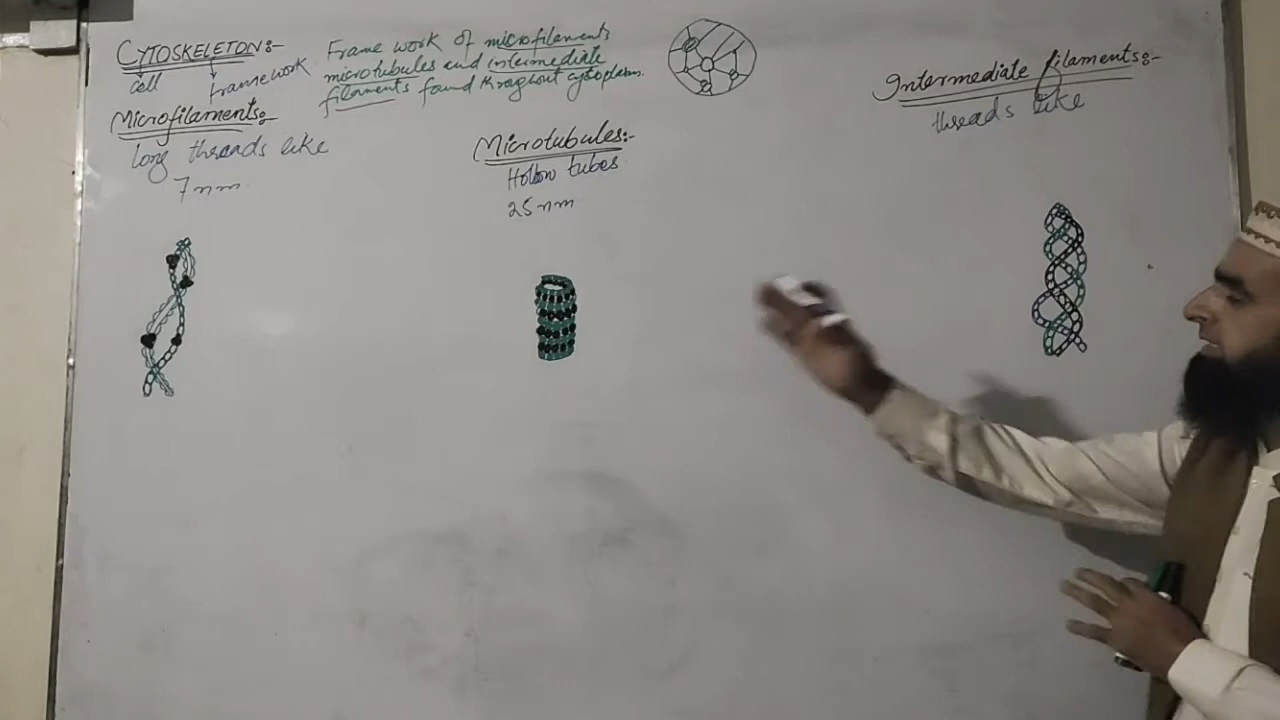 CYTOSKELETON:-
cell
framework
Frame work of microfilaments
microtubules and intermediate
filaments found throghout cytoplasm.
Microfilaments:-
long threads like
7nm
Microtubules:-
Hollow tubes
25nm
Intermediate filaments:-
threads like